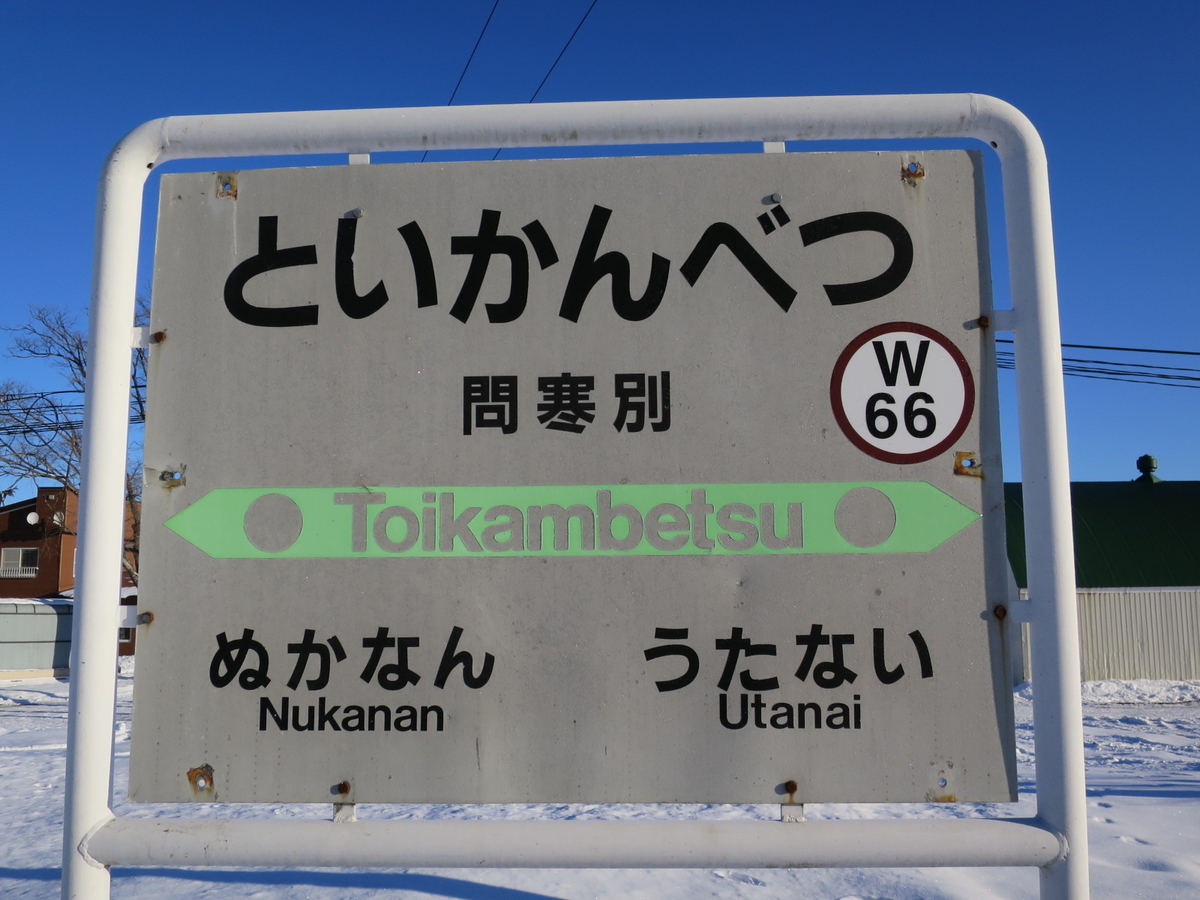 といかんべつ
問寒別
W
66
Toikambetsu
ぬかなん うたない
Nukanan Utanai